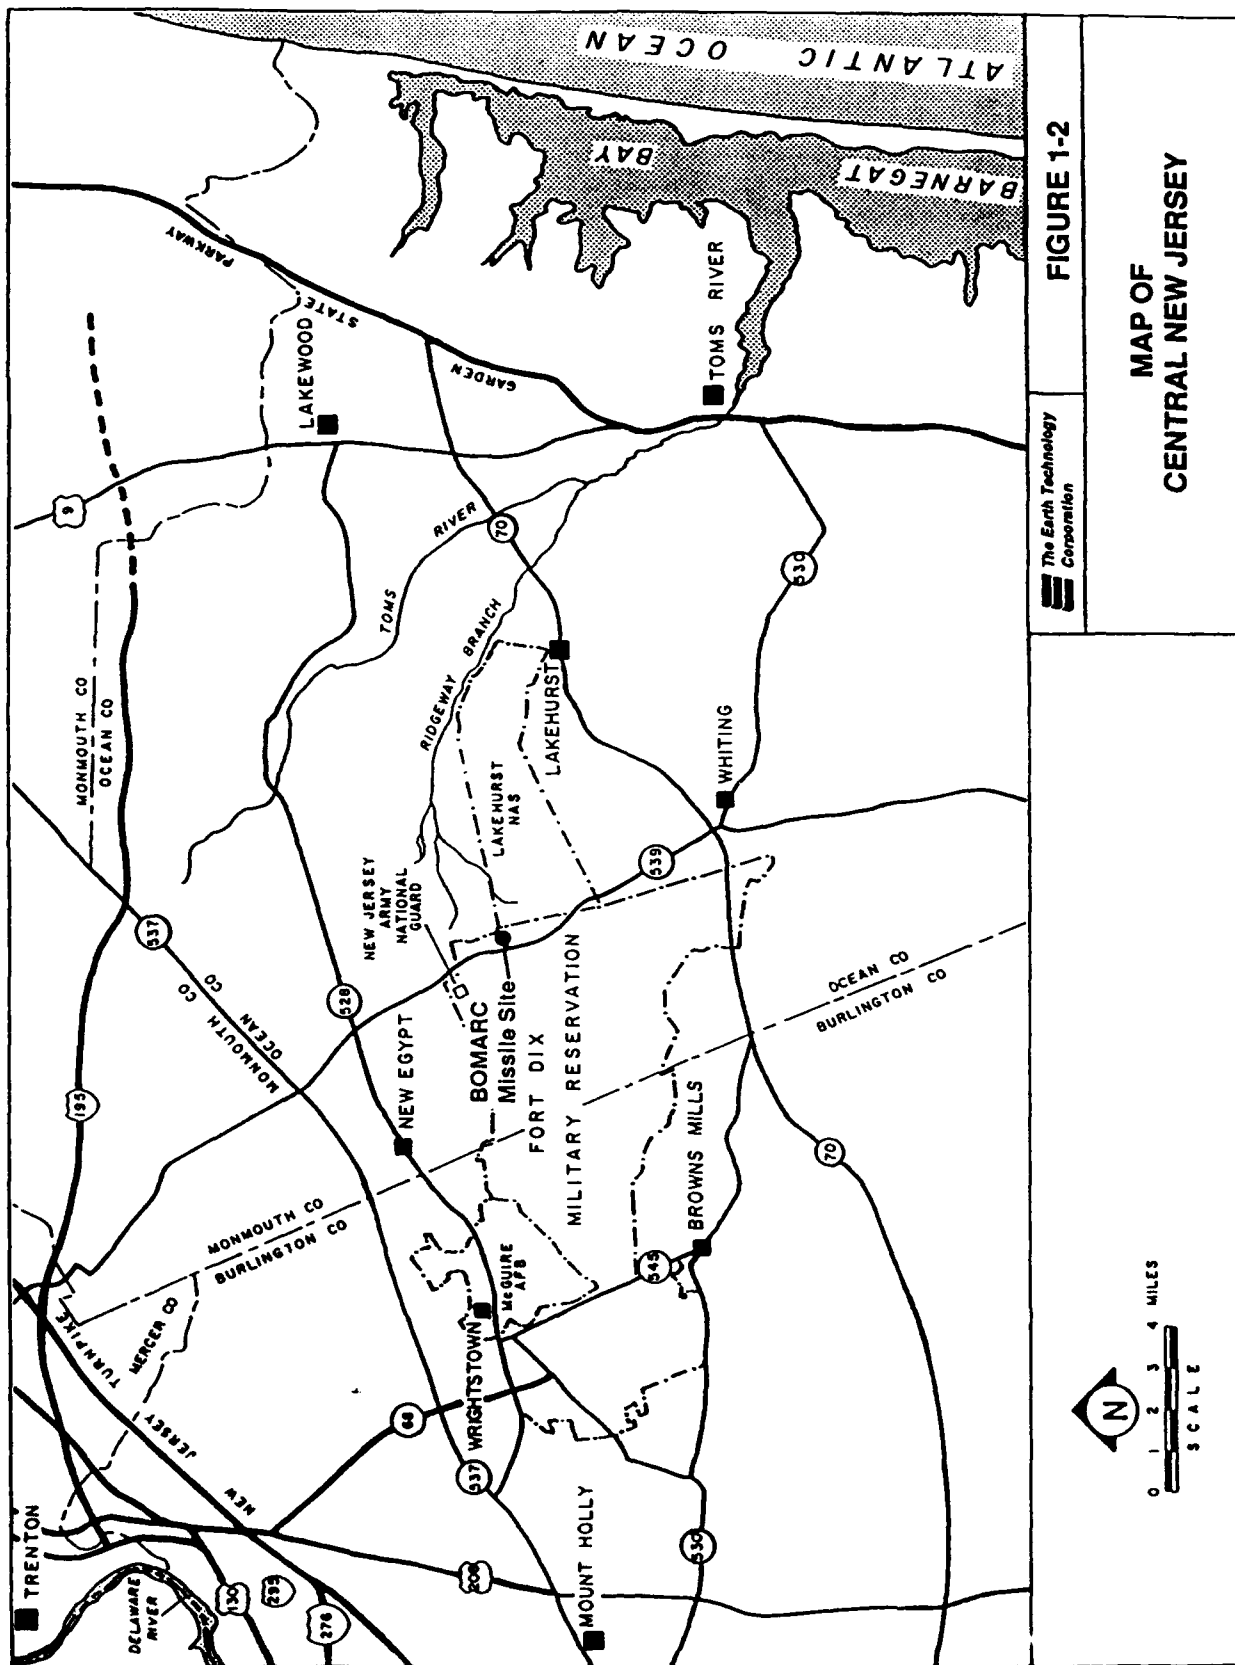 TRENTON
DELAWARE
RIVER
130
295
276
206
NEW
JERSEY
TURNPIKE
MERCER CO
MONMOUTH CO
BURLINGTON CO
195
537
MONMOUTH CO
OCEAN CO
MONMOUTH CO
OCEAN CO
9
GARDEN
STATE
PARKWAY
LAKEWOOD
ATLANTIC OCEAN
BARNEGAT
BAY
TOMS RIVER
TOMS
RIVER
RIDGEWAY BRANCH
70
528
NEW EGYPT
NEW JERSEY
ARMY
NATIONAL
GUARD
LAKEHURST
NAS
LAKEHURST
BOMARC
Missile Site
FORT DIX
MILITARY RESERVATION
539
WHITING
530
OCEAN CO
BURLINGTON CO
68
WRIGHTSTOWN
McGUIRE
AFB
537
MOUNT HOLLY
545
BROWNS MILLS
530
70
N
0 1 2 3 4 MILES
SCALE
The Earth Technology
Corporation
FIGURE 1-2
MAP OF
CENTRAL NEW JERSEY